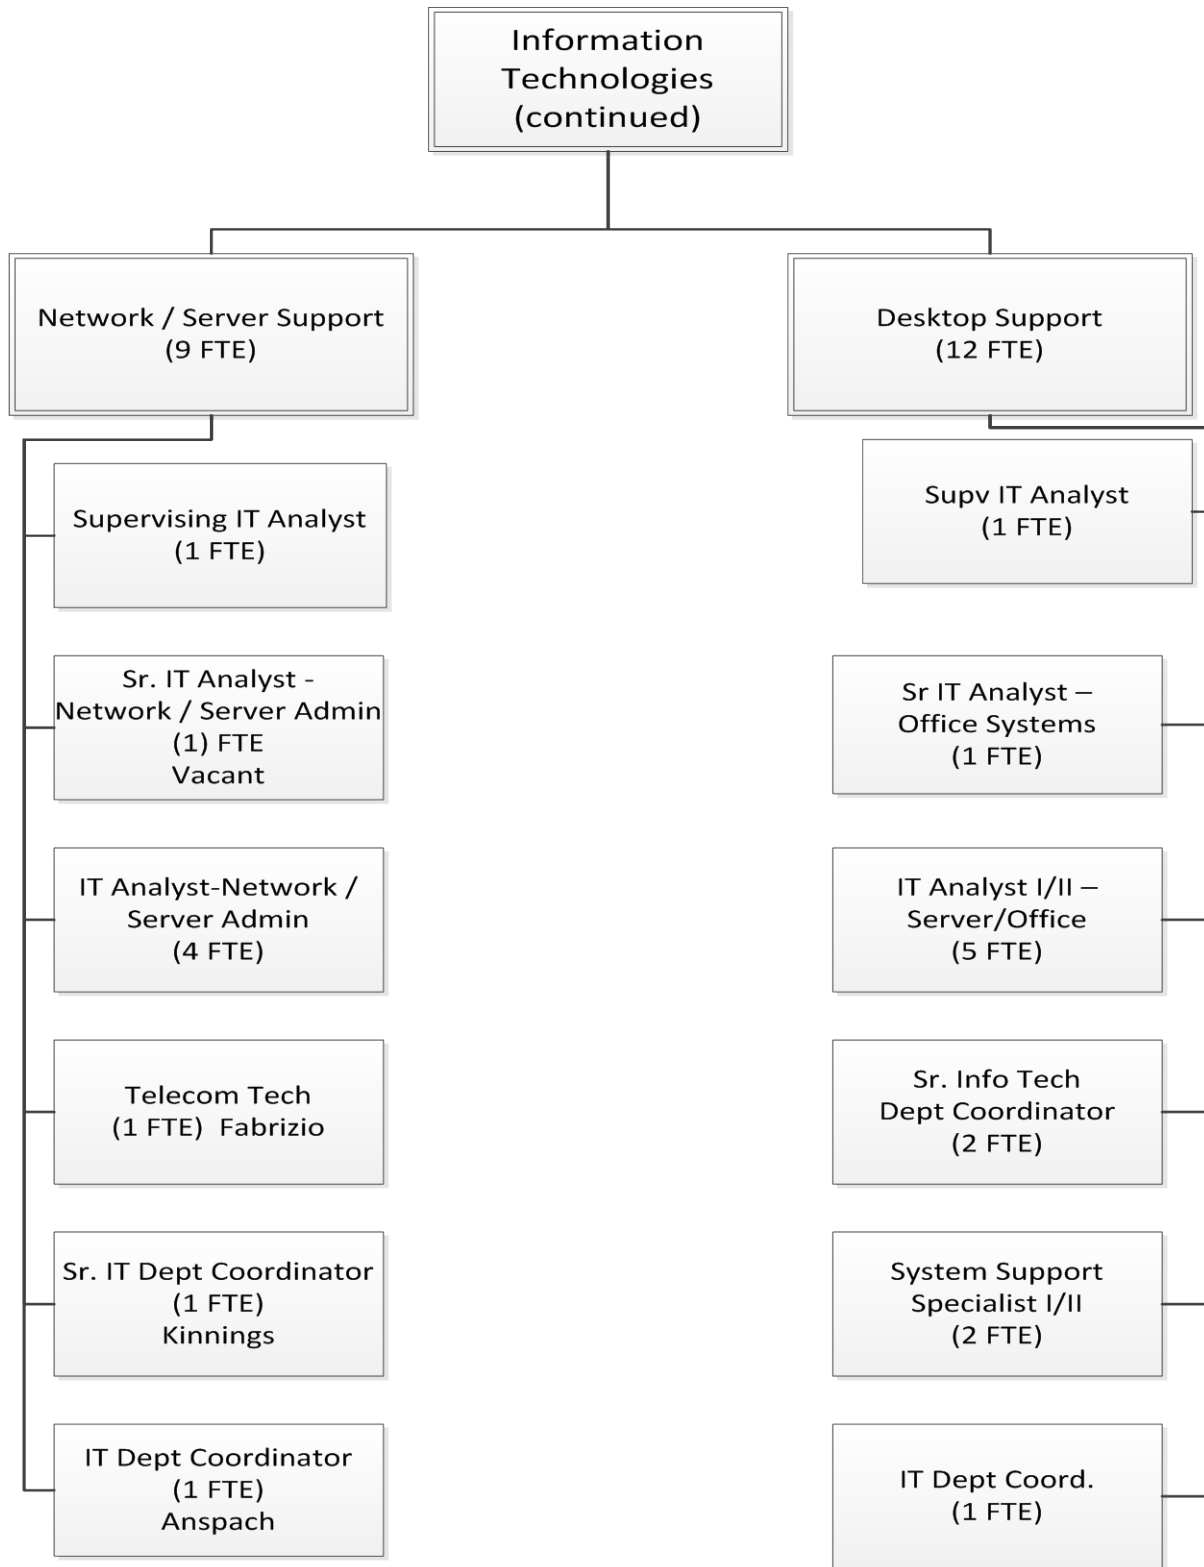 Information
Technologies
(continued)
Network / Server Support
(9 FTE)
Desktop Support
(12 FTE)
Supervising IT Analyst
(1 FTE)
Sr. IT Analyst -
Network / Server Admin
(1) FTE
Vacant
IT Analyst-Network /
Server Admin
(4 FTE)
Telecom Tech
(1 FTE)  Fabrizio
Sr. IT Dept Coordinator
(1 FTE)
Kinnings
IT Dept Coordinator
(1 FTE)
Anspach
Supv IT Analyst
(1 FTE)
Sr IT Analyst –
Office Systems
(1 FTE)
IT Analyst I/II –
Server/Office
(5 FTE)
Sr. Info Tech
Dept Coordinator
(2 FTE)
System Support
Specialist I/II
(2 FTE)
IT Dept Coord.
(1 FTE)